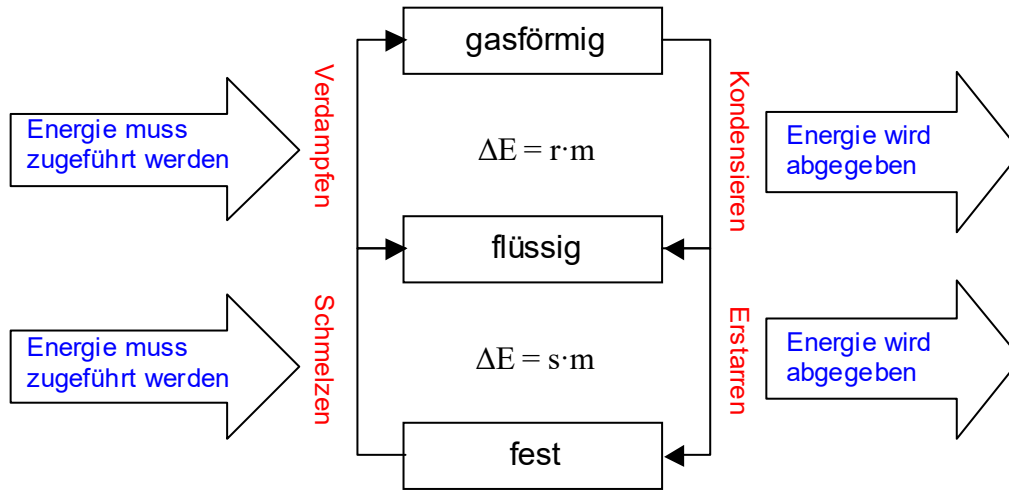 gasförmig
Verdampfen
Kondensieren
Energie muss
zugeführt werden
ΔE = r·m
Energie wird
abgegeben
flüssig
Schmelzen
Erstarren
Energie muss
zugeführt werden
ΔE = s·m
Energie wird
abgegeben
fest